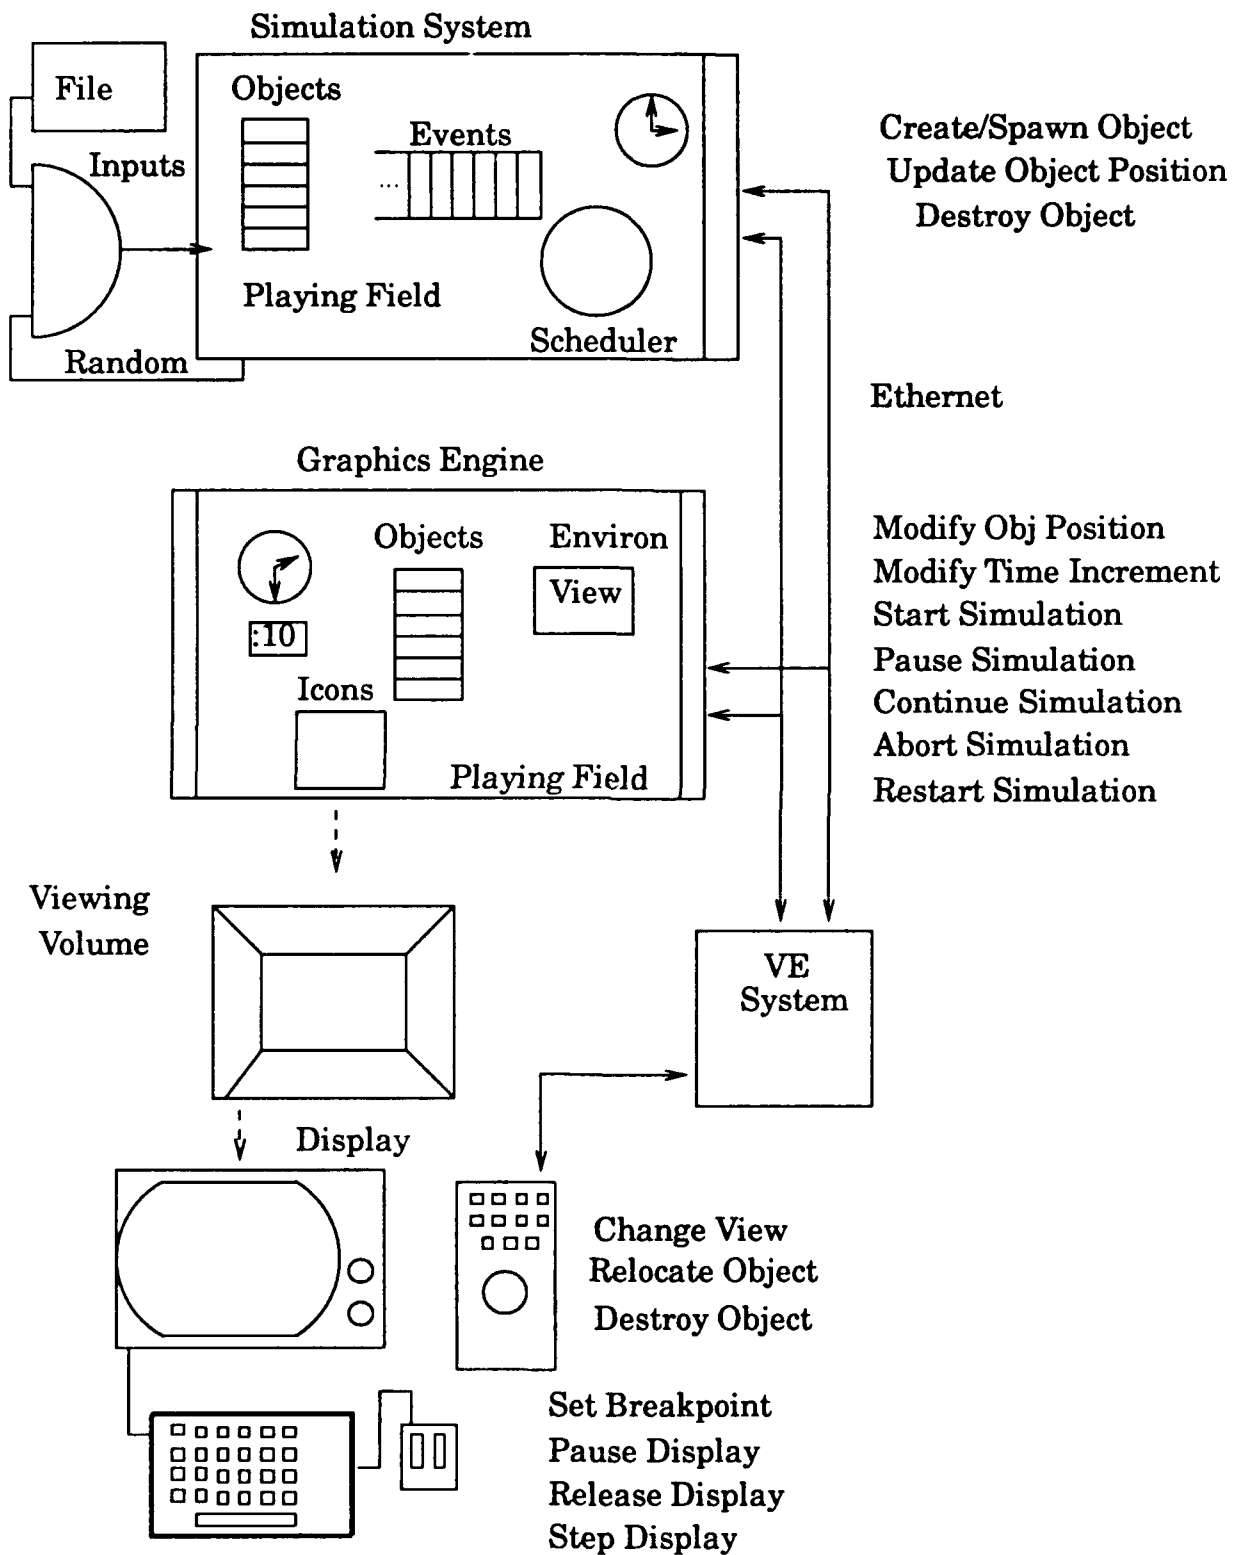 Simulation System
File
Objects
Events
Inputs
...
Playing Field
Scheduler
Random
Create/Spawn Object
Update Object Position
Destroy Object
Ethernet
Graphics Engine
Objects
Environ
View
:10
Icons
Playing Field
Modify Obj Position
Modify Time Increment
Start Simulation
Pause Simulation
Continue Simulation
Abort Simulation
Restart Simulation
Viewing
Volume
VE
System
Display
Change View
Relocate Object
Destroy Object
Set Breakpoint
Pause Display
Release Display
Step Display